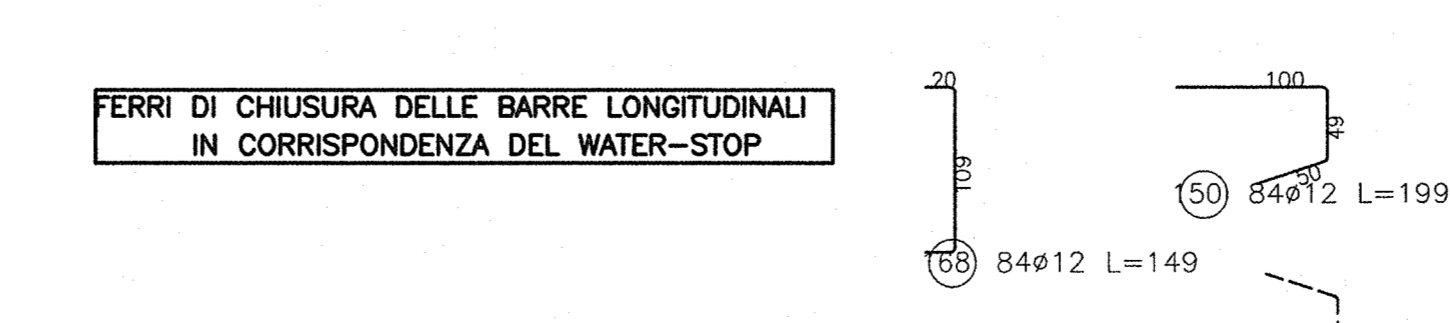 FERRI DI CHIUSURA DELLE BARRE LONGITUDINALI
IN CORRISPONDENZA DEL WATER-STOP
20
109
168 84ø12 L=149
100
49
50
150 84ø12 L=199